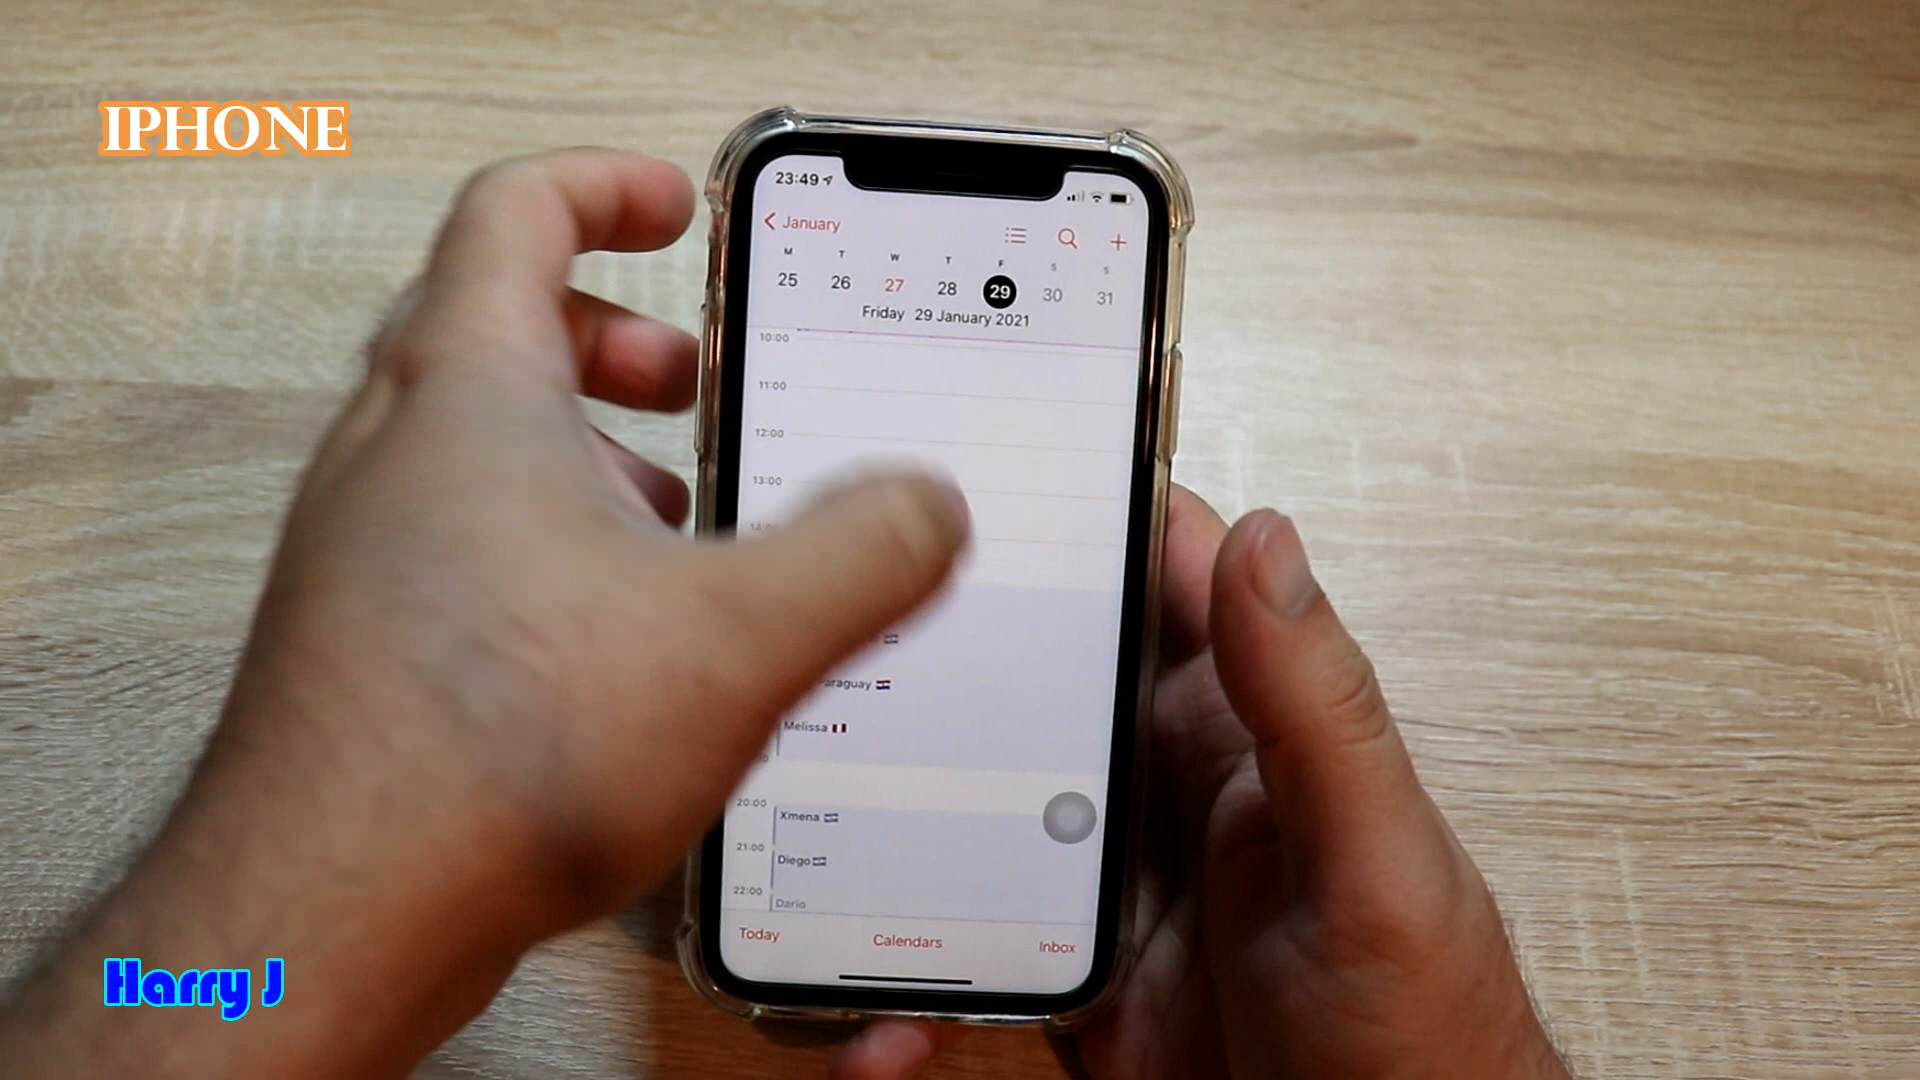 IPHONE
23:49
January
M T W T F S S
25 26 27 28 29 30 31
Friday 29 January 2021
10:00
11:00
12:00
13:00
araguay
Melissa
20:00
Xmena
21:00
Diego
22:00
Dario
Today Calendars Inbox
Harry J